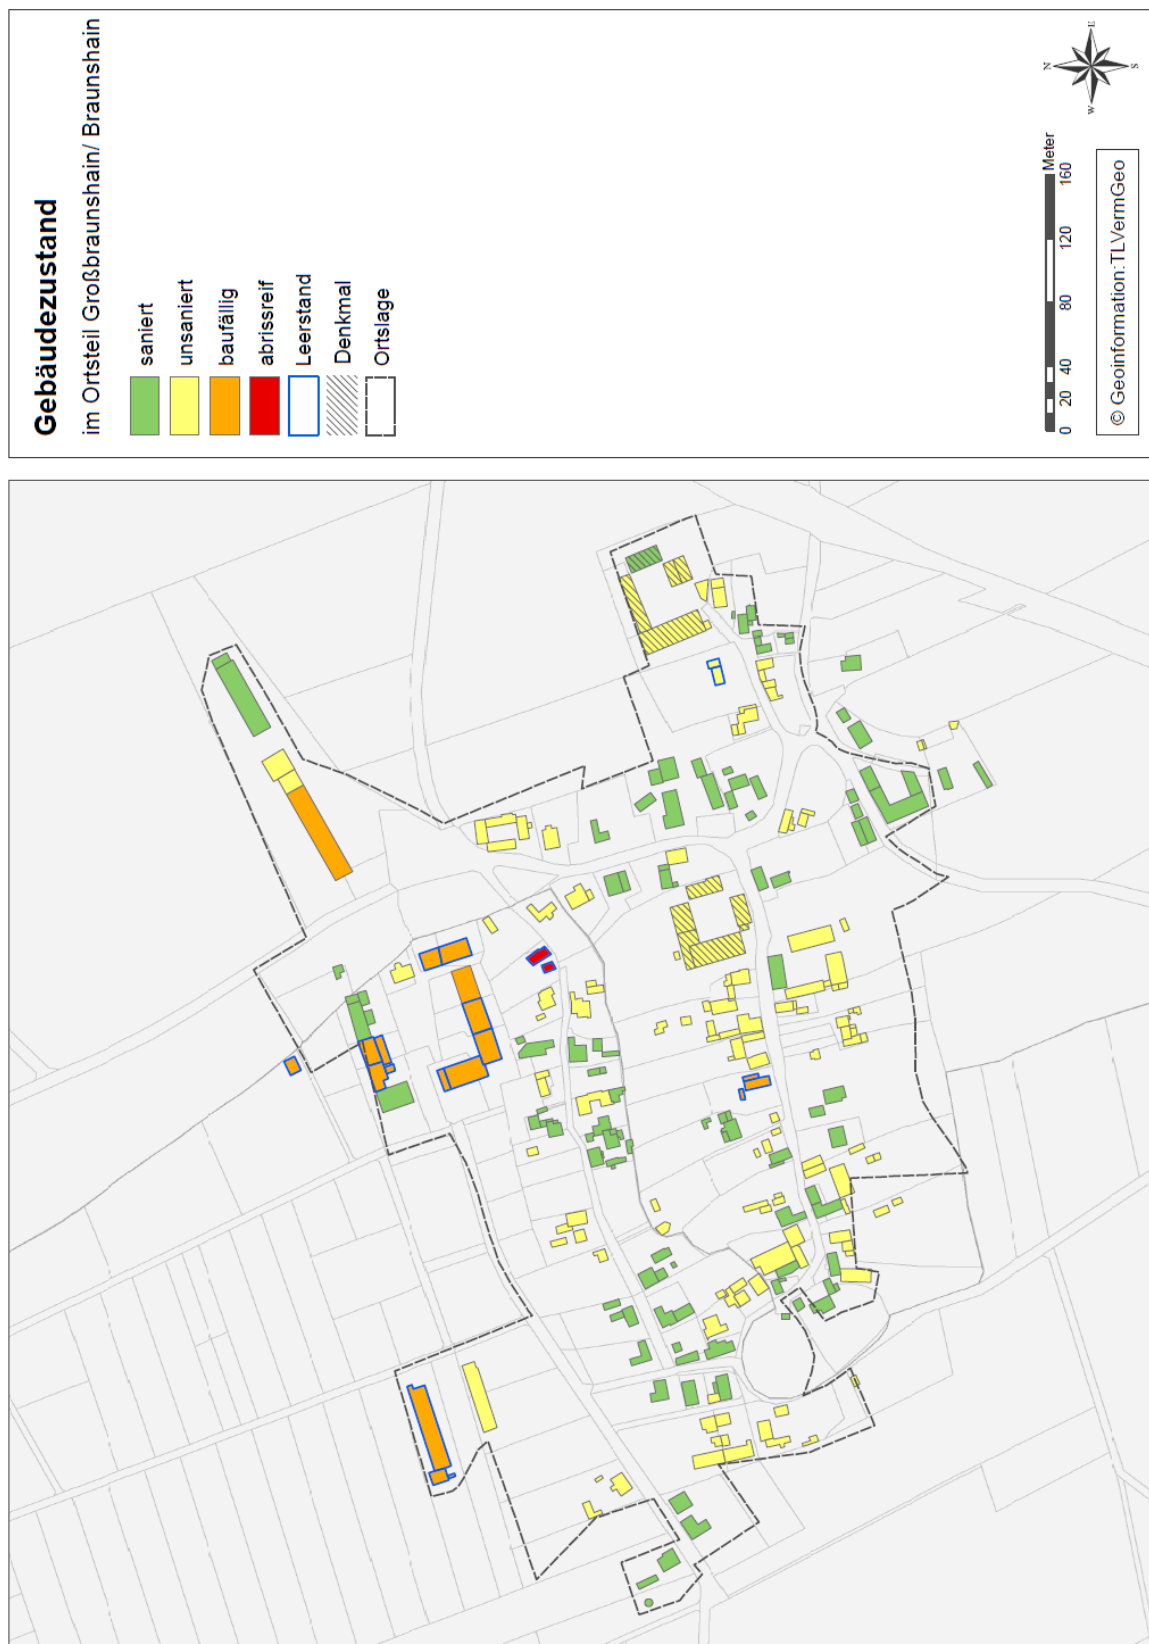 Gebäudezustand
im Ortsteil Großbraunshain/ Braunshain
saniert
unsaniert
baufällig
abrissreif
Leerstand
Denkmal
Ortslage
N
E
S
W
Meter
0 20 40 80 120 160
© Geoinformation:TLVermGeo